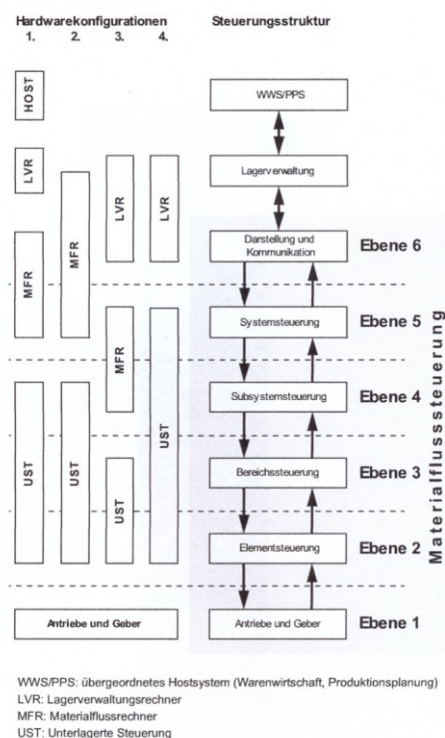 Hardwarekonfigurationen
1. 2. 3. 4.
Steuerungsstruktur
HOST
LVR
MFR
UST
MFR
UST
LVR
MFR
UST
LVR
UST
Antriebe und Geber
WWS/PPS
Lagerverwaltung
Darstellung und
Kommunikation
Ebene 6
Systemsteuerung
Ebene 5
Subsystemsteuerung
Ebene 4
Bereichssteuerung
Ebene 3
Elementsteuerung
Ebene 2
Antriebe und Geber
Ebene 1
Materialflusssteuerung
WWS/PPS: übergeordnetes Hostsystem (Warenwirtschaft, Produktionsplanung)
LVR: Lagerverwaltungsrechner
MFR: Materialflussrechner
UST: Unterlagerte Steuerung